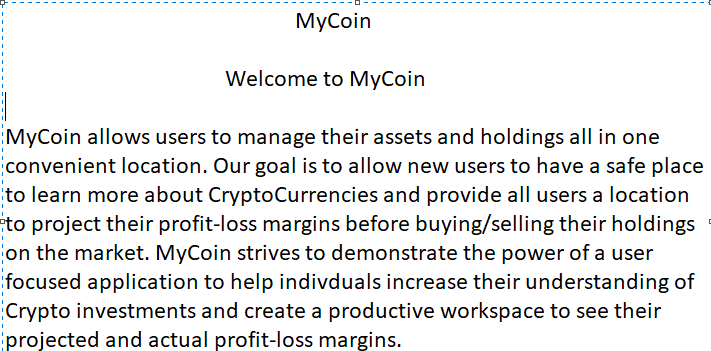 MyCoin
Welcome to MyCoin
MyCoin allows users to manage their assets and holdings all in one
convenient location. Our goal is to allow new users to have a safe place
to learn more about CryptoCurrencies and provide all users a location
to project their profit-loss margins before buying/selling their holdings
on the market. MyCoin strives to demonstrate the power of a user
focused application to help indivduals increase their understanding of
Crypto investments and create a productive workspace to see their
projected and actual profit-loss margins.